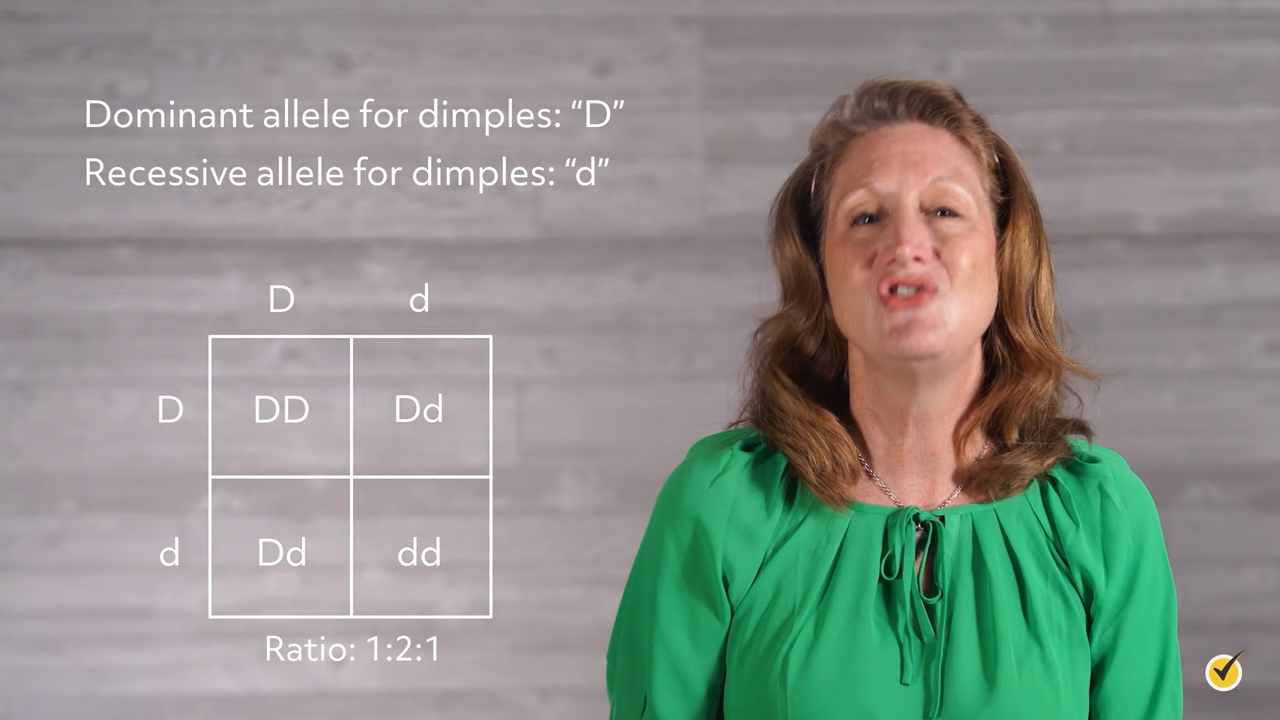 Dominant allele for dimples: “D”
Recessive allele for dimples: “d”
D d
D DD Dd
d Dd dd
Ratio: 1:2:1